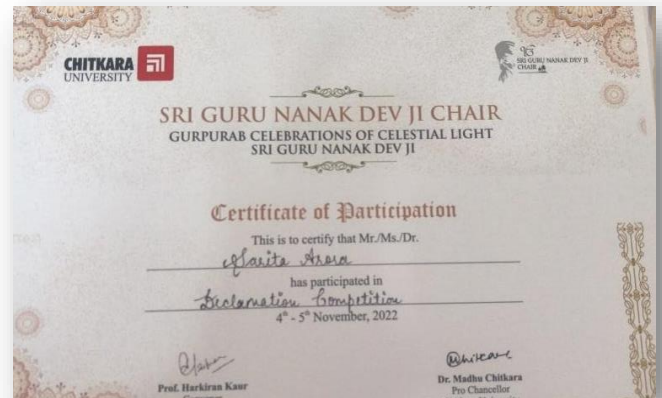 CHITKARA
UNIVERSITY
SRI GURU NANAK DEV JI
CHAIR
SRI GURU NANAK DEV JI CHAIR
GURPURAB CELEBRATIONS OF CELESTIAL LIGHT
SRI GURU NANAK DEV JI
Certificate of Participation
This is to certify that Mr./Ms./Dr.
Sarita Arora
has participated in
Declamation Competition
4th - 5th November, 2022
Prof. Harkiran Kaur
Dr. Madhu Chitkara
Pro Chancellor